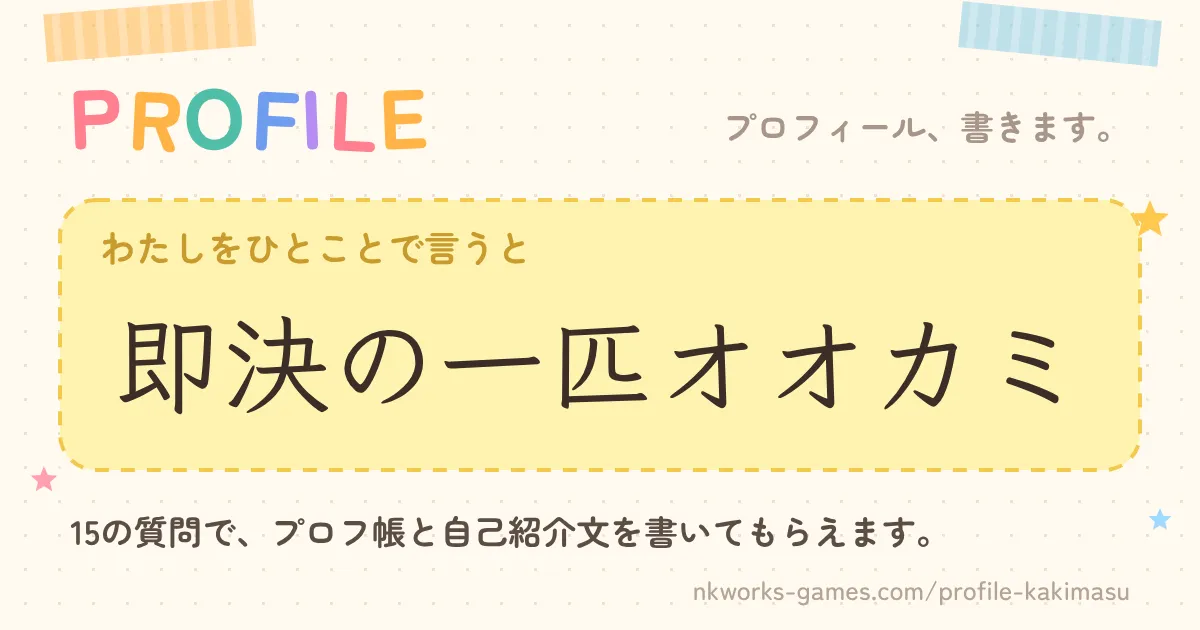 PROFILE
プロフィール、書きます。
わたしをひとことで言うと
即決の一匹オオカミ
15の質問で、プロフ帳と自己紹介文を書いてもらえます。
nkworks-games.com/profile-kakimasu